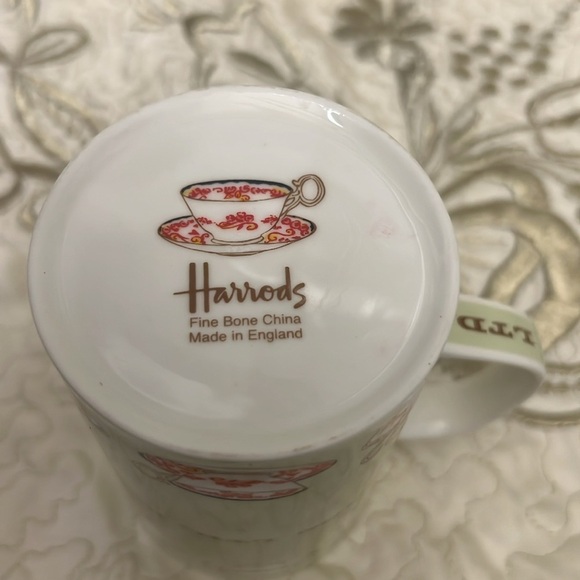 Harrods
Fine Bone China
Made in England
LTD